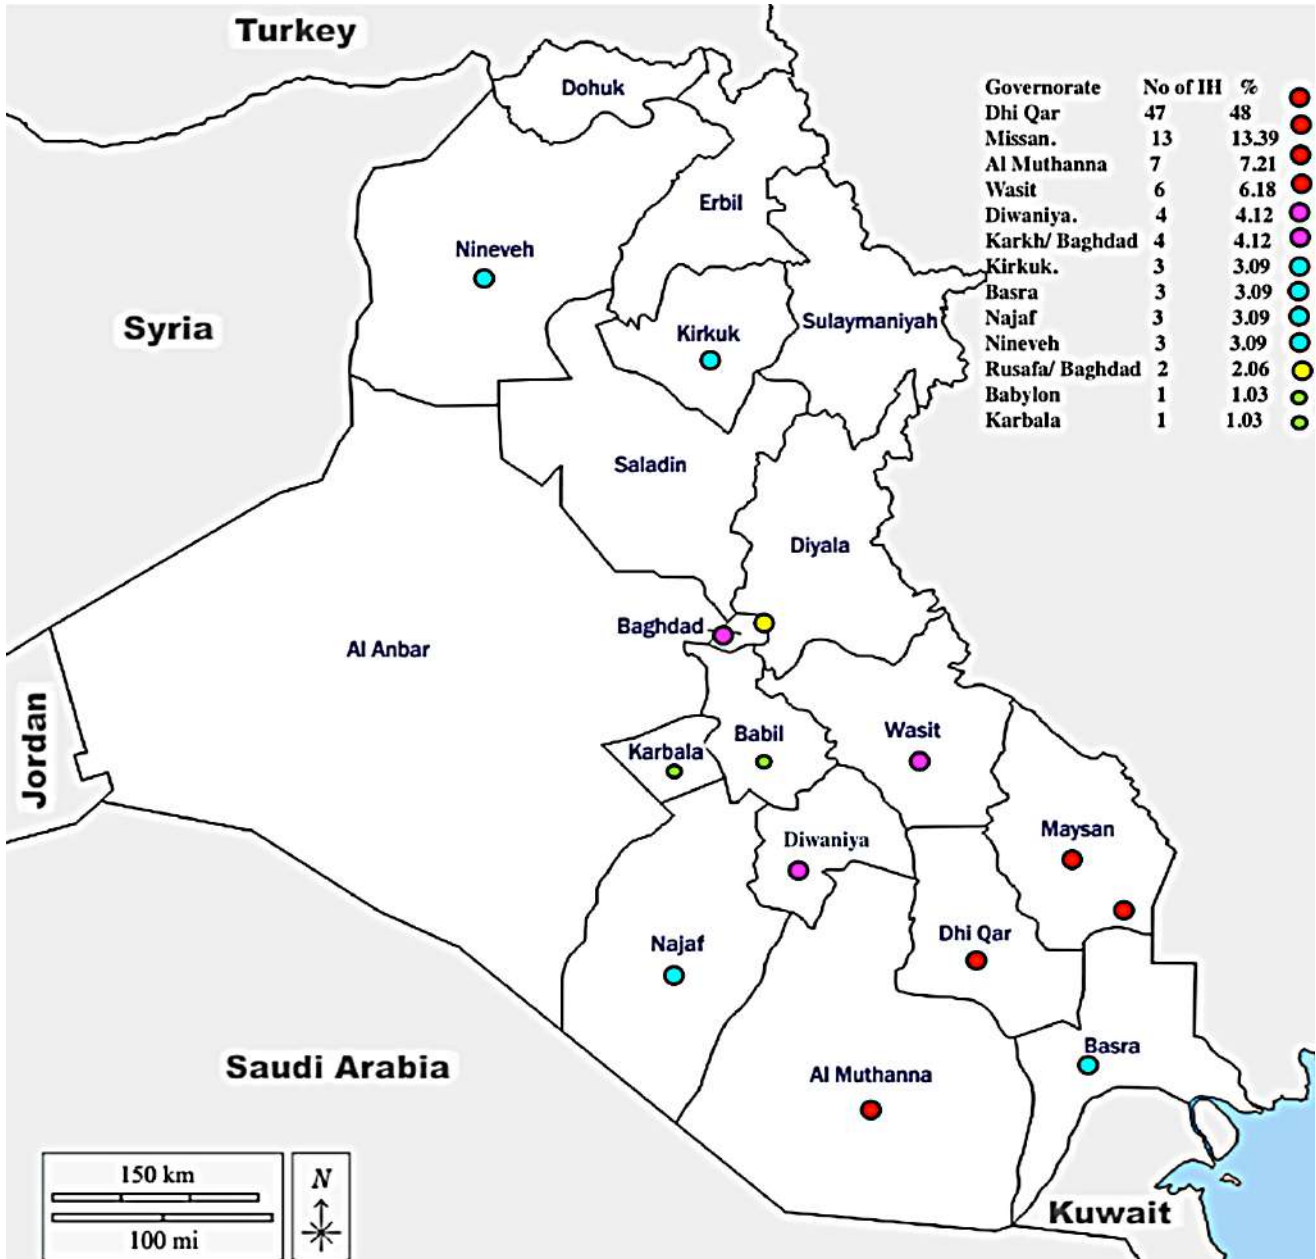 Turkey
Dohuk
Governorate No of IH %
Dhi Qar 47 48
Missan. 13 13.39
Al Muthanna 7 7.21
Wasit 6 6.18
Diwaniya. 4 4.12
Karkh/ Baghdad 4 4.12
Kirkuk. 3 3.09
Basra 3 3.09
Najaf 3 3.09
Nineveh 3 3.09
Rusafa/ Baghdad 2 2.06
Babylon 1 1.03
Karbala 1 1.03
Erbil
Nineveh
Syria
Kirkuk
Sulaymaniyah
Saladin
Diyala
Baghdad
Al Anbar
Jordan
Karbala
Babil
Wasit
Maysan
Diwaniya
Najaf
Dhi Qar
Basra
Saudi Arabia
Al Muthanna
Kuwait
150 km
100 mi
N